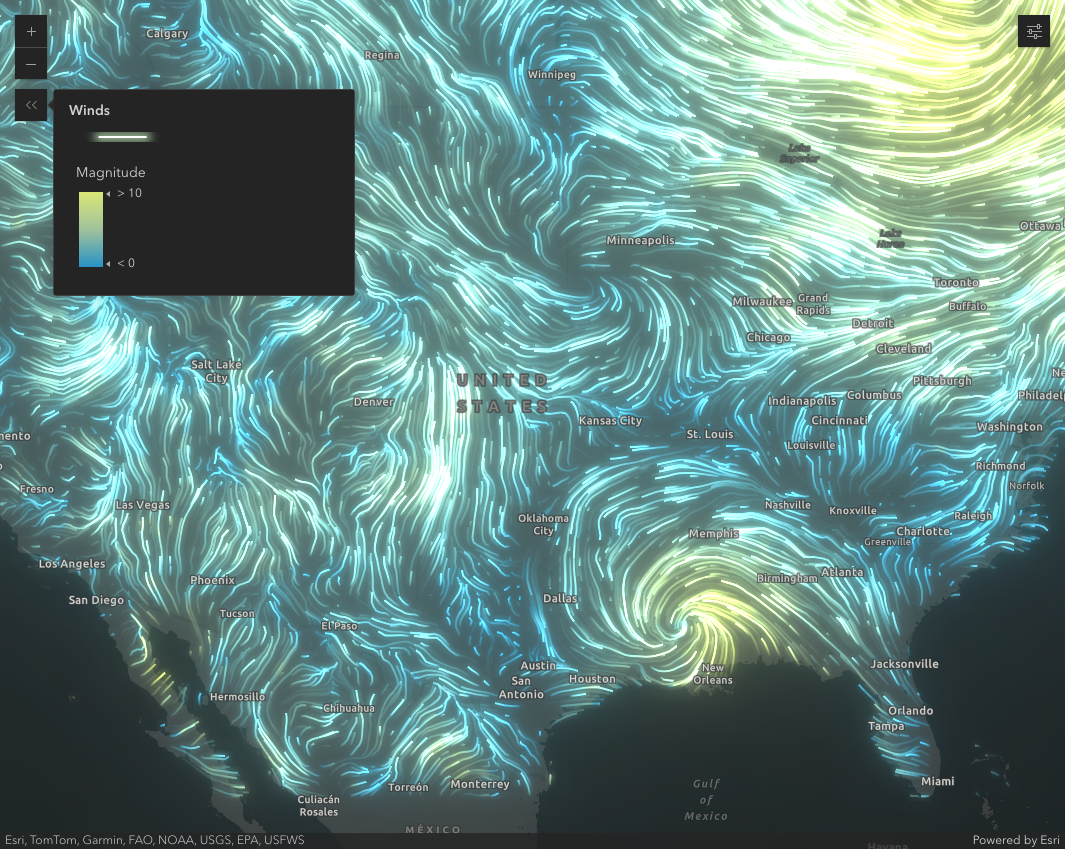 Calgary
Regina
Winnipeg
+
–
Winds
Magnitude
> 10
< 0
Lake
Superior
Minneapolis
Lake
Huron
Ottawa
Toronto
Milwaukee
Grand
Rapids
Buffalo
Detroit
Chicago
Cleveland
Salt Lake
City
UNITED
STATES
Pittsburgh
Ne
Denver
Indianapolis
Columbus
Philadelp
Kansas City
Cincinnati
Washington
mento
St. Louis
Louisville
Richmond
Fresno
Norfolk
Las Vegas
Nashville
Knoxville
Oklahoma
City
Raleigh
Memphis
Charlotte
Greenville
Los Angeles
Phoenix
Birmingham
Atlanta
San Diego
Dallas
Tucson
El Paso
Austin
Jacksonville
San
Antonio
Houston
New
Orleans
Hermosillo
Chihuahua
Orlando
Tampa
Torreón
Monterrey
Gulf
of
Mexico
Miami
Culiacán
Rosales
MÉXICO
Esri, TomTom, Garmin, FAO, NOAA, USGS, EPA, USFWS
Powered by Esri
Havana